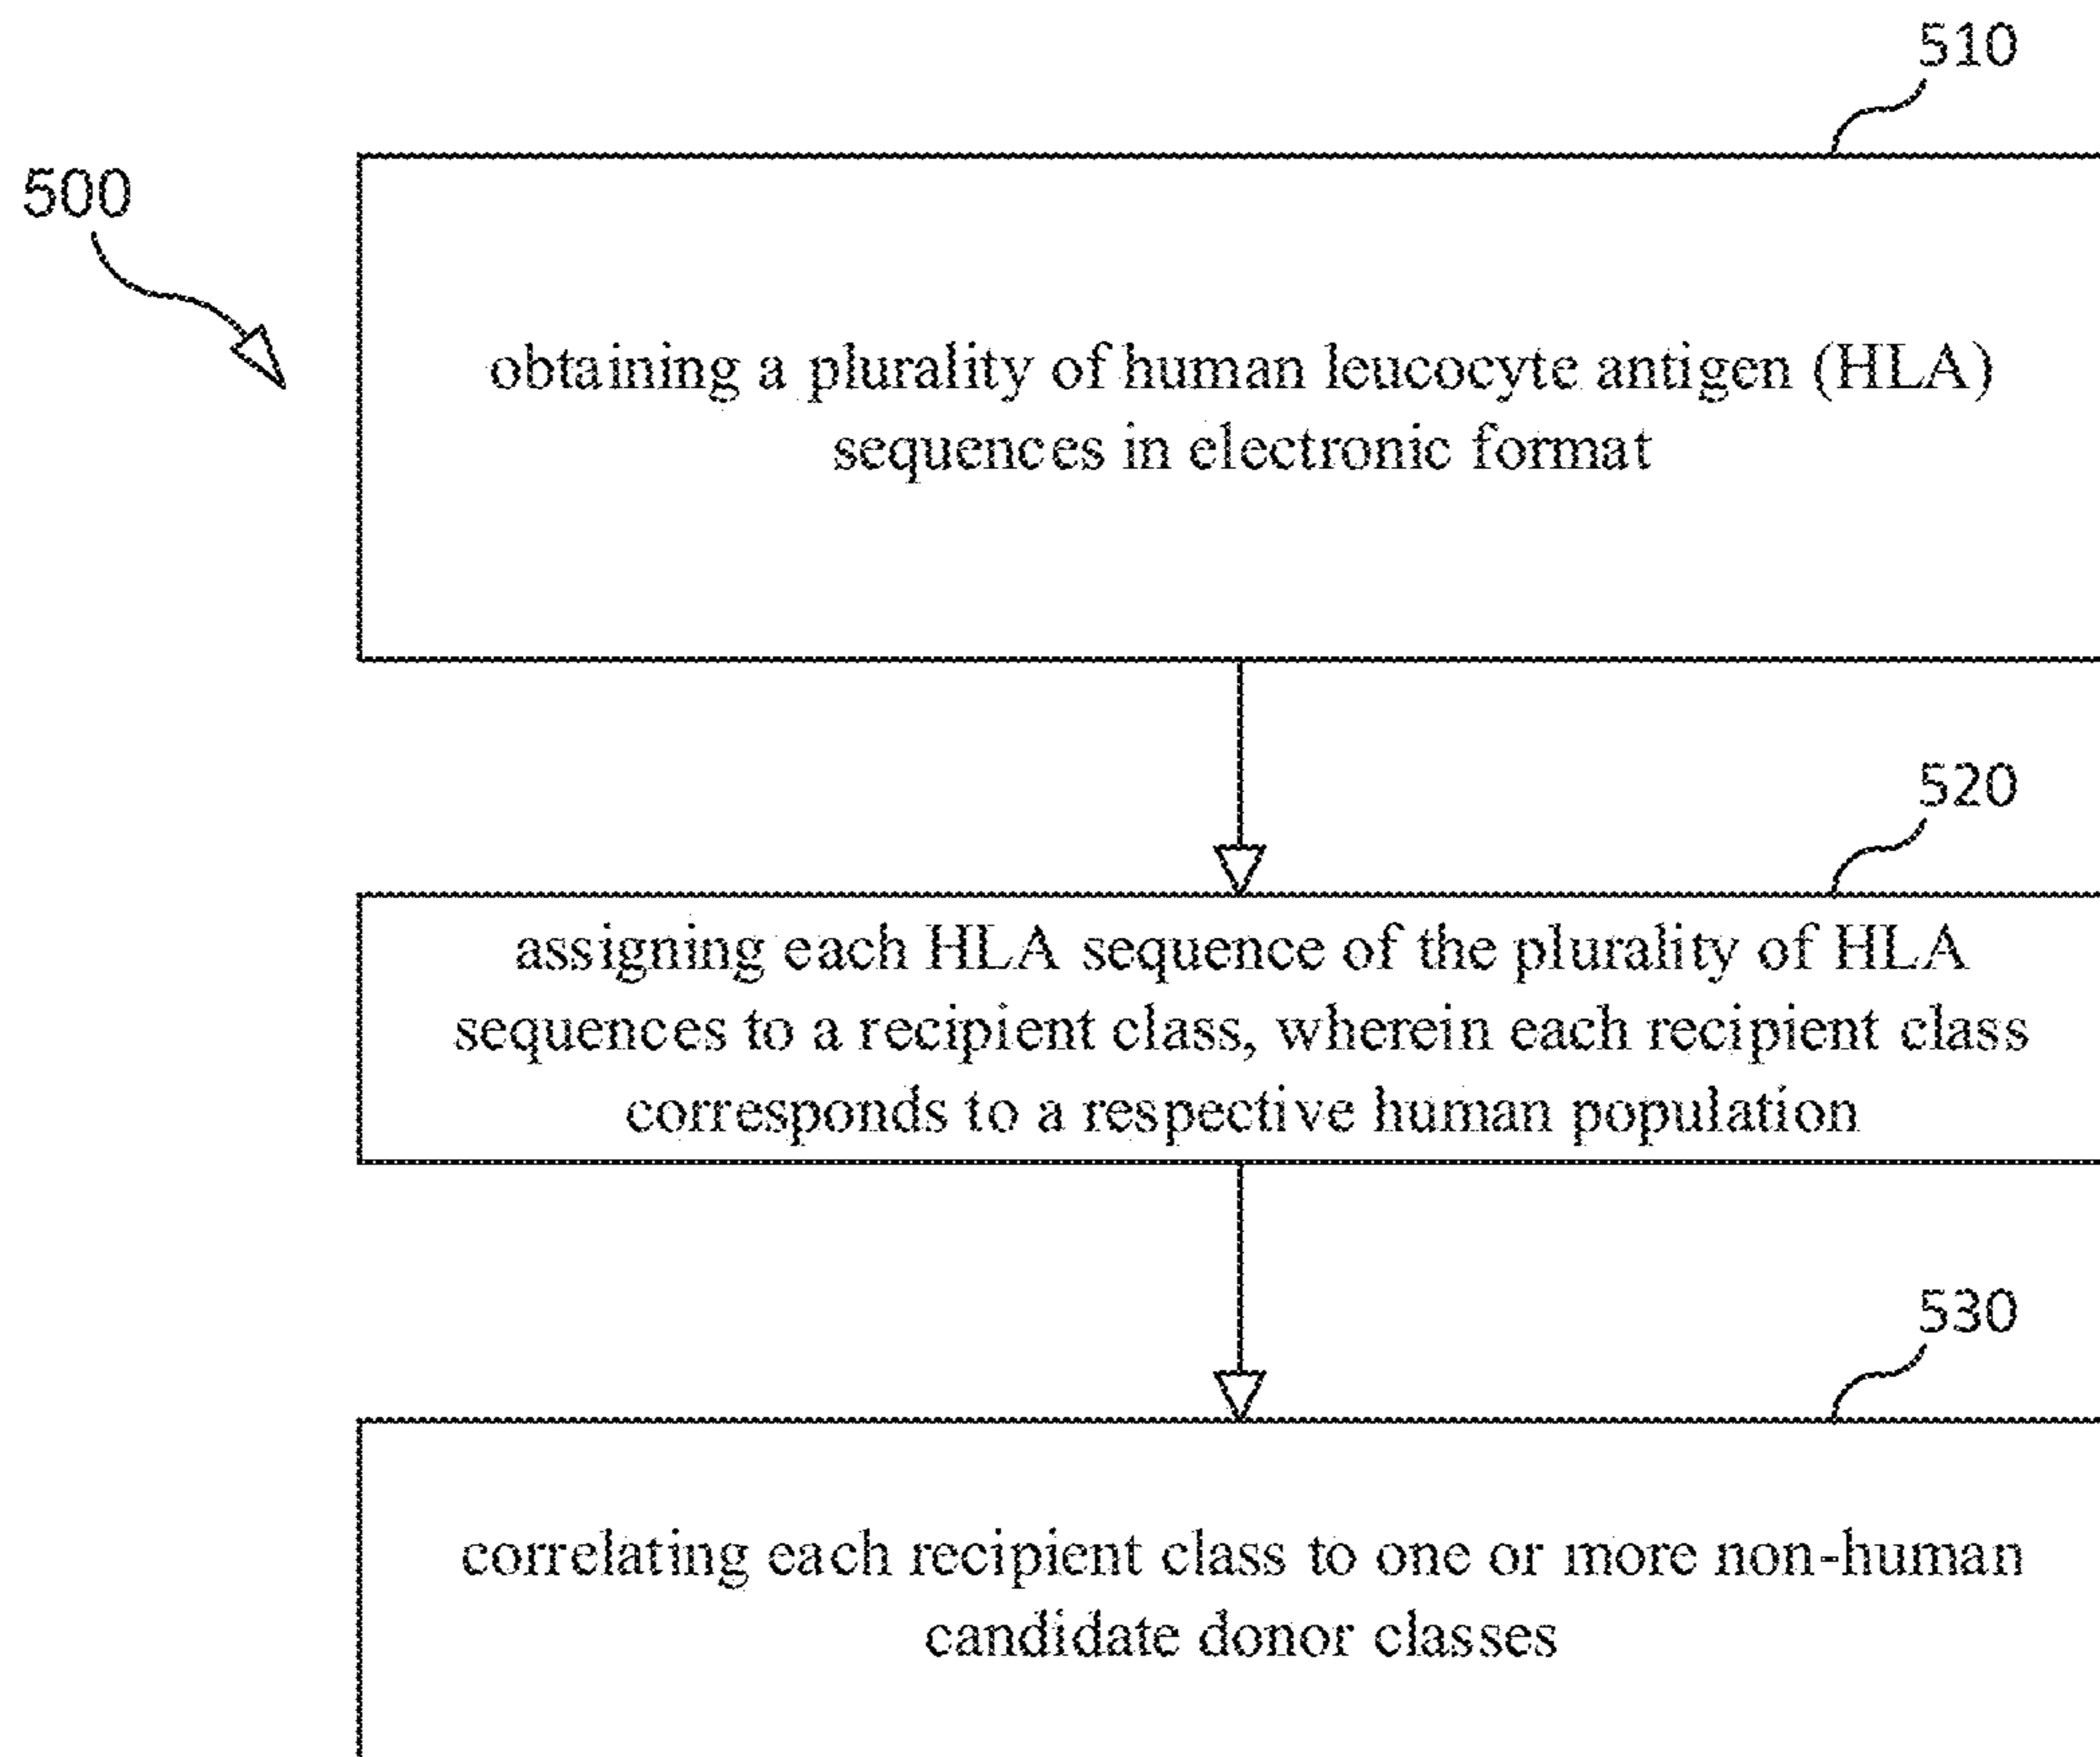 510
500
obtaining a plurality of human leucocyte antigen (HLA)
sequences in electronic format
520
assigning each HLA sequence of the plurality of HLA
sequences to a recipient class, wherein each recipient class
corresponds to a respective human population
530
correlating each recipient class to one or more non-human
candidate donor classes